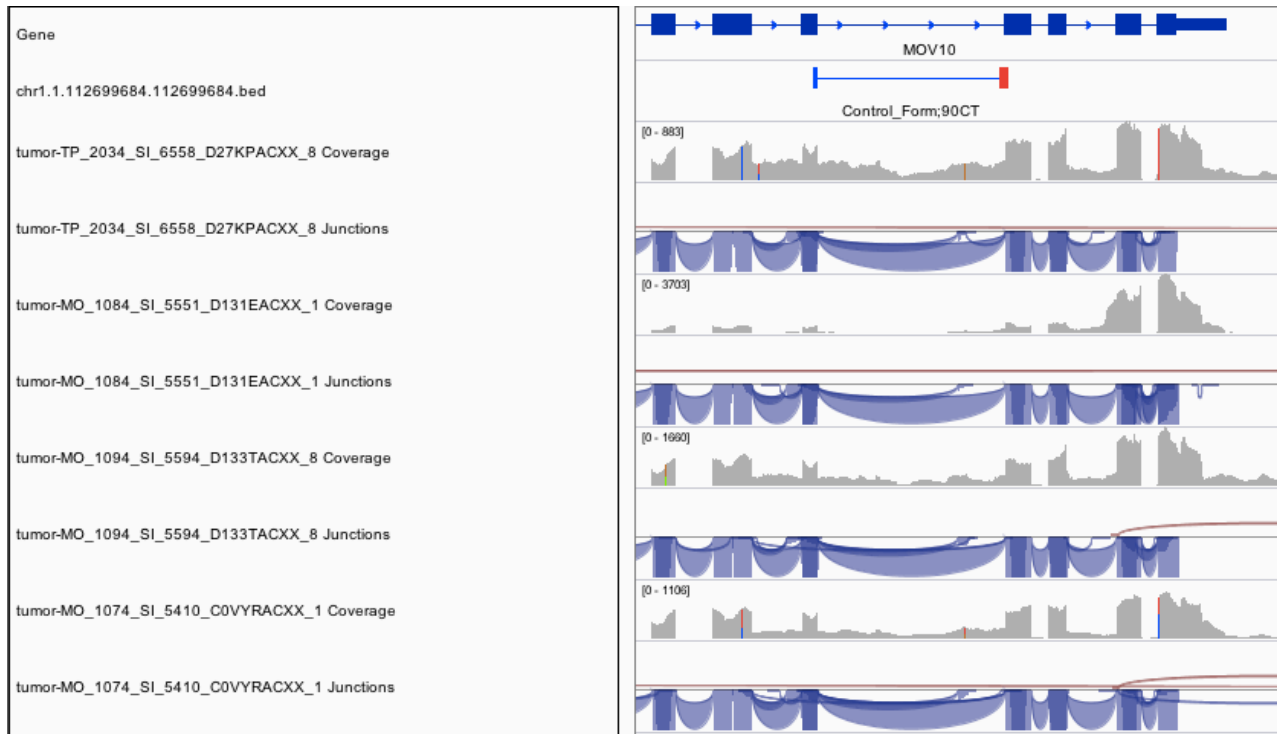 Gene
MOV10
chr1.1.112699684.112699684.bed
Control_Form;90CT
tumor-TP_2034_SI_6558_D27KPACXX_8 Coverage
[0 - 883]
tumor-TP_2034_SI_6558_D27KPACXX_8 Junctions
tumor-MO_1084_SI_5551_D131EACXX_1 Coverage
[0 - 3703]
tumor-MO_1084_SI_5551_D131EACXX_1 Junctions
tumor-MO_1094_SI_5594_D133TACXX_8 Coverage
[0 - 1660]
tumor-MO_1094_SI_5594_D133TACXX_8 Junctions
tumor-MO_1074_SI_5410_C0VYRACXX_1 Coverage
[0 - 1106]
tumor-MO_1074_SI_5410_C0VYRACXX_1 Junctions